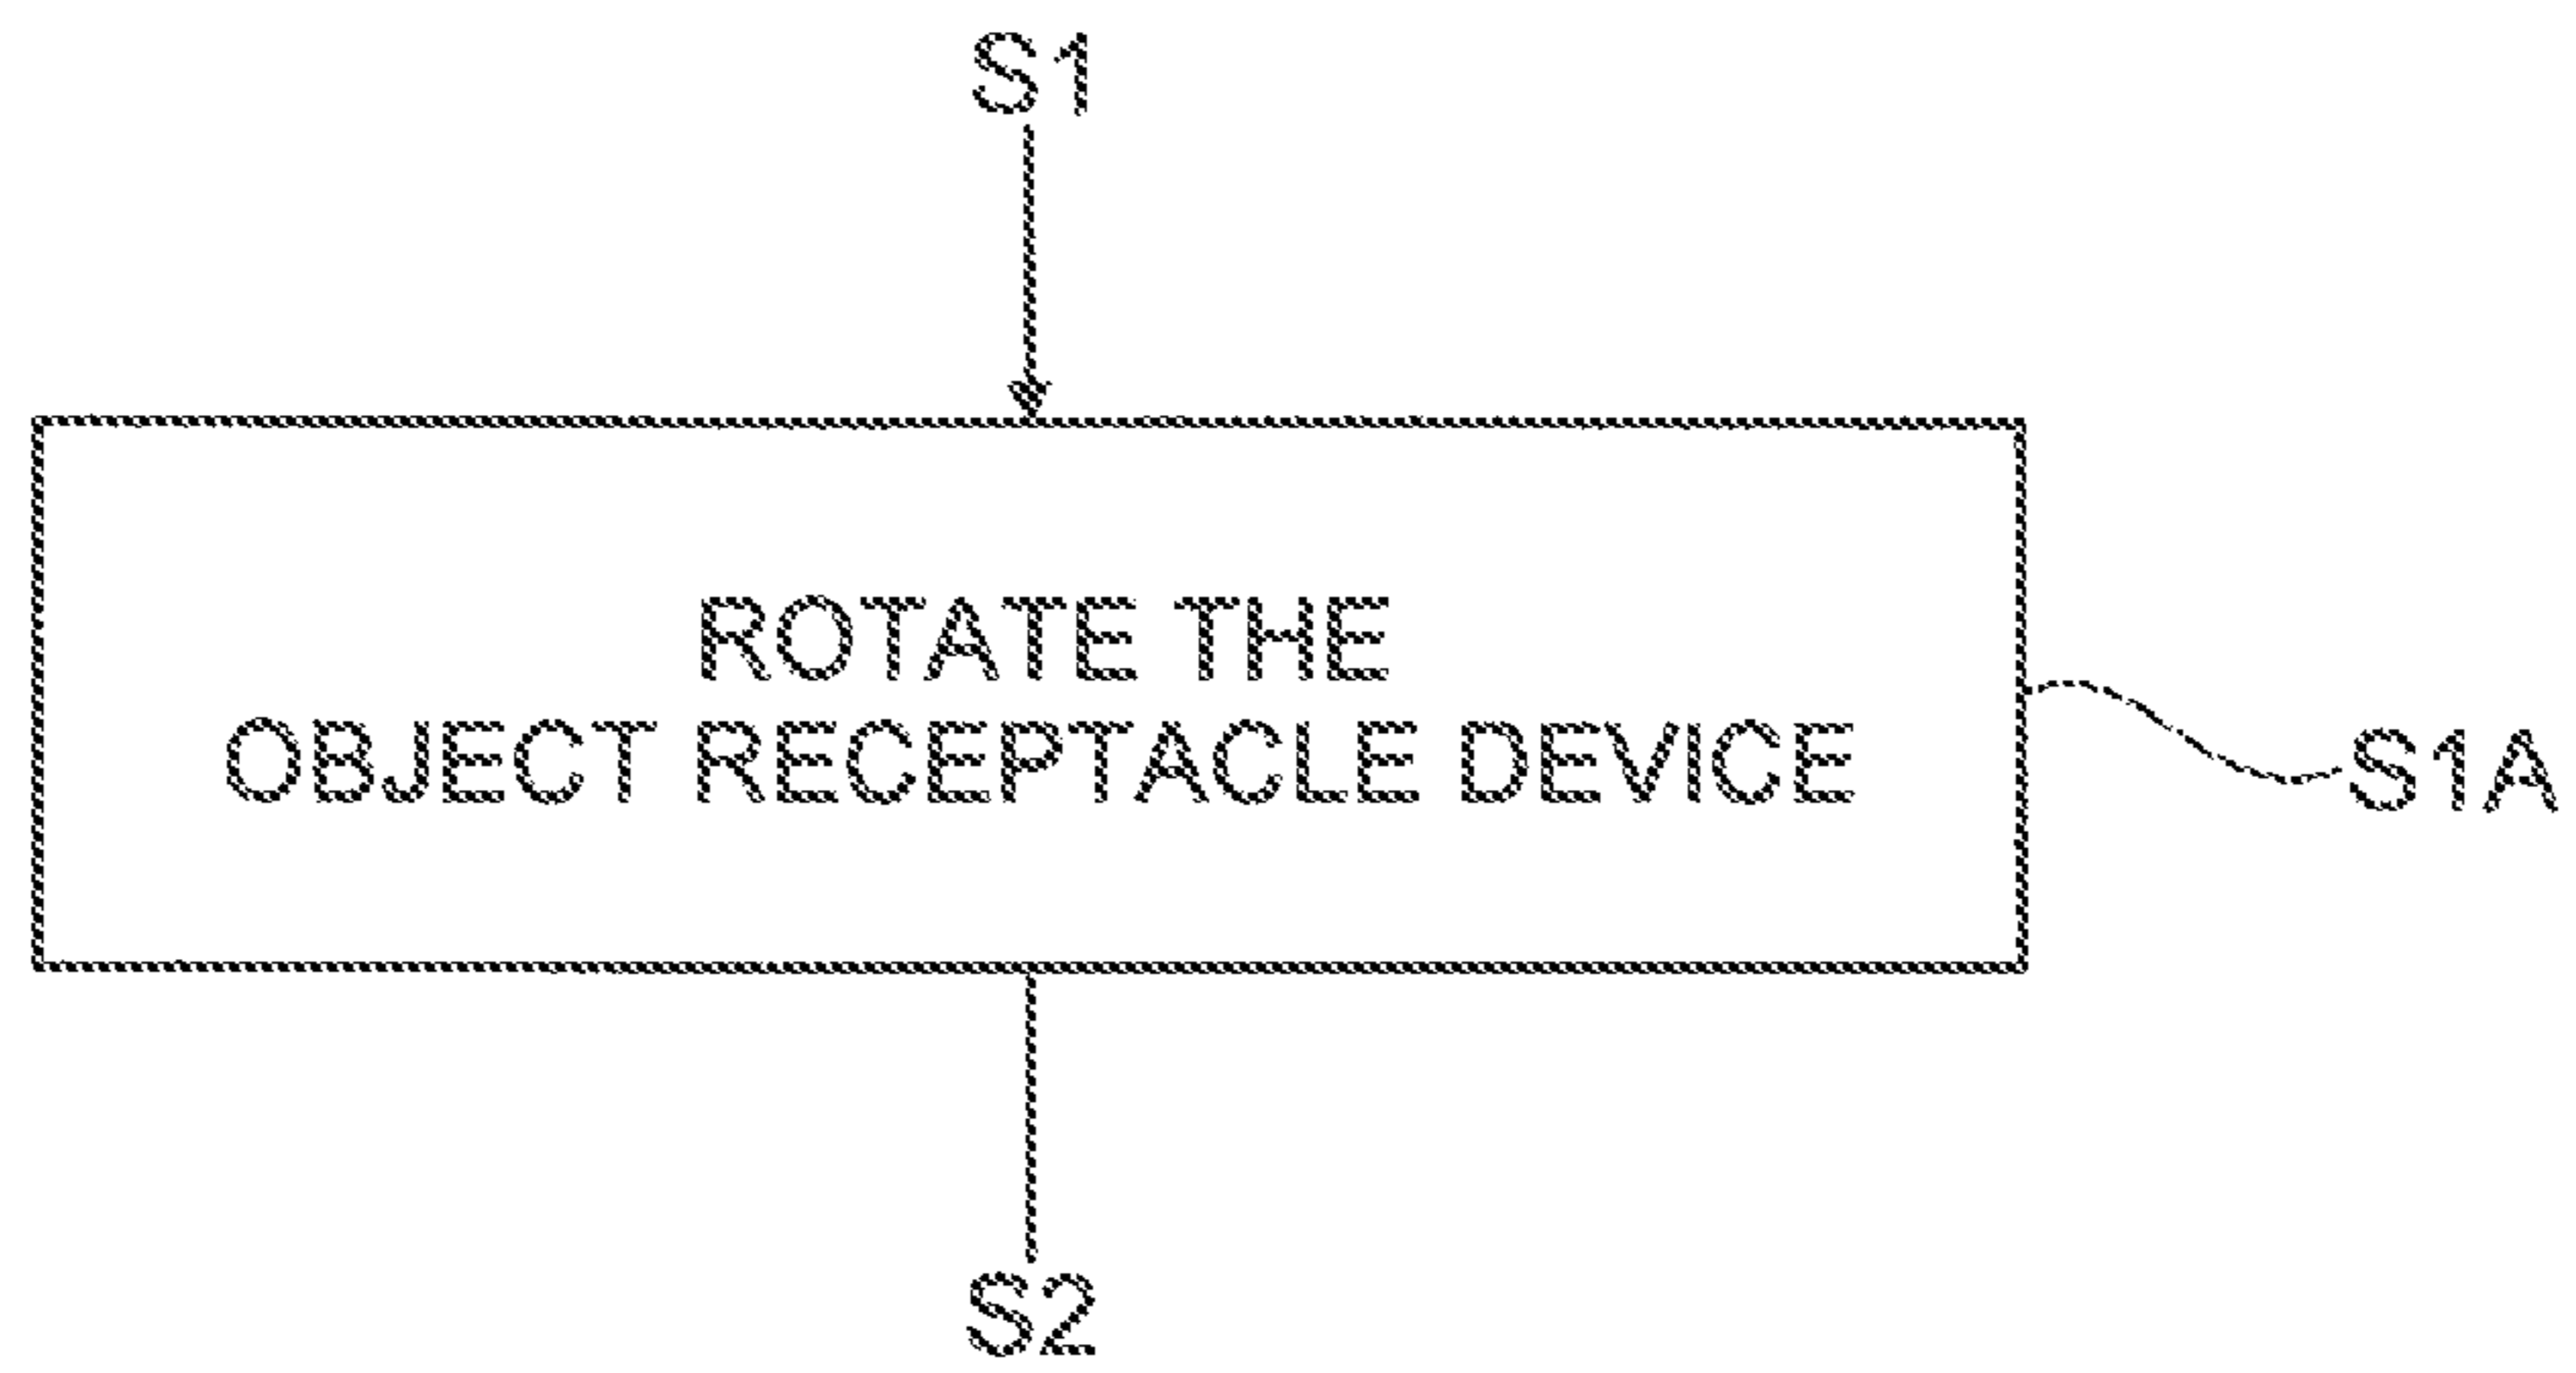 S1
ROTATE THE
OBJECT RECEPTACLE DEVICE
S1A
S2